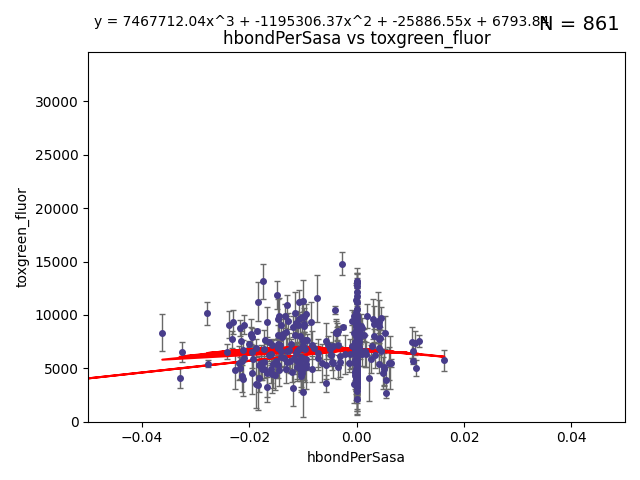 y = 7467712.04x^3 + -1195306.37x^2 + -25886.55x + 6793.84
N = 861
hbondPerSasa vs toxgreen_fluor
30000
25000
20000
15000
10000
5000
0
toxgreen_fluor
−0.04
−0.02
0.00
0.02
0.04
hbondPerSasa